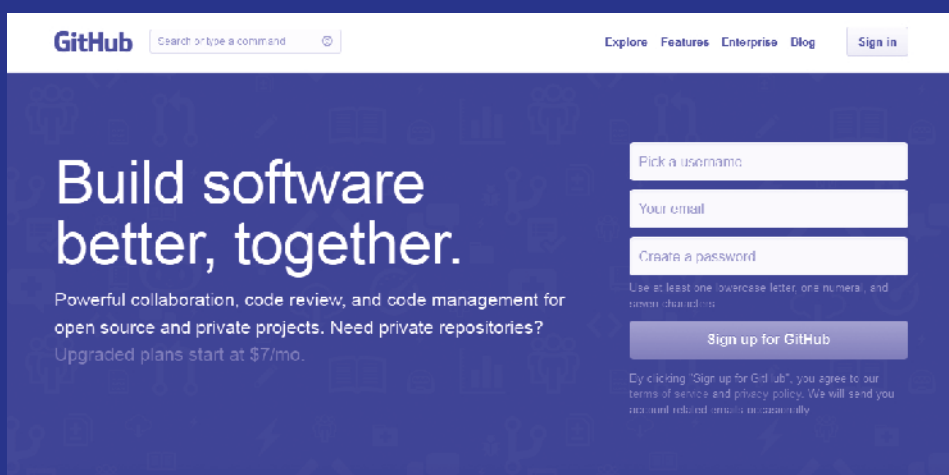 GitHub
Search or type a command
Explore Features Enterprise Blog
Sign in
Build software
better, together.
Powerful collaboration, code review, and code management for
open source and private projects. Need private repositories?
Upgraded plans start at $7/mo.
Pick a username
Your email
Create a password
Use at least one lowercase letter, one numeral, and
seven characters.
Sign up for GitHub
By clicking "Sign up for GitHub", you agree to our
terms of service and privacy policy. We will send you
account related emails occasionally.